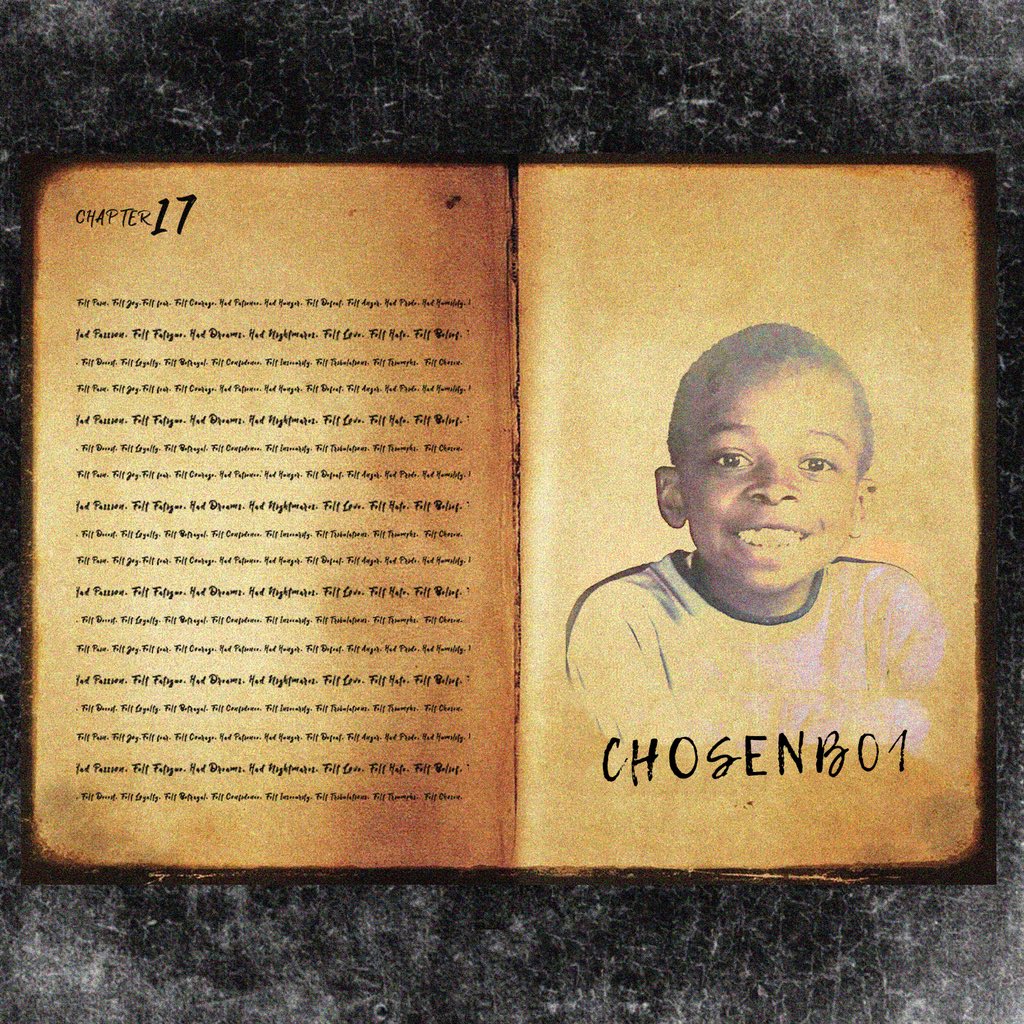 CHAPTER 17
Felt Pain. Felt Joy. Felt fear. Felt Courage. Had Patience. Had Hunger. Felt Defeat. Felt Anger. Had Pride. Had Humility.
Had Passion. Felt Fatigue. Had Dreams. Had Nightmares. Felt Love. Felt Hate. Felt Belief.
. Felt Deceit. Felt Loyalty. Felt Betrayal. Felt Confidence. Felt Insecurity. Felt Tribulations. Felt Triumphs. Felt Chosen.
Felt Pain. Felt Joy. Felt fear. Felt Courage. Had Patience. Had Hunger. Felt Defeat. Felt Anger. Had Pride. Had Humility.
Had Passion. Felt Fatigue. Had Dreams. Had Nightmares. Felt Love. Felt Hate. Felt Belief.
. Felt Deceit. Felt Loyalty. Felt Betrayal. Felt Confidence. Felt Insecurity. Felt Tribulations. Felt Triumphs. Felt Chosen.
Felt Pain. Felt Joy. Felt fear. Felt Courage. Had Patience. Had Hunger. Felt Defeat. Felt Anger. Had Pride. Had Humility.
Had Passion. Felt Fatigue. Had Dreams. Had Nightmares. Felt Love. Felt Hate. Felt Belief.
. Felt Deceit. Felt Loyalty. Felt Betrayal. Felt Confidence. Felt Insecurity. Felt Tribulations. Felt Triumphs. Felt Chosen.
Felt Pain. Felt Joy. Felt fear. Felt Courage. Had Patience. Had Hunger. Felt Defeat. Felt Anger. Had Pride. Had Humility.
Had Passion. Felt Fatigue. Had Dreams. Had Nightmares. Felt Love. Felt Hate. Felt Belief.
. Felt Deceit. Felt Loyalty. Felt Betrayal. Felt Confidence. Felt Insecurity. Felt Tribulations. Felt Triumphs. Felt Chosen.
Felt Pain. Felt Joy. Felt fear. Felt Courage. Had Patience. Had Hunger. Felt Defeat. Felt Anger. Had Pride. Had Humility.
Had Passion. Felt Fatigue. Had Dreams. Had Nightmares. Felt Love. Felt Hate. Felt Belief.
. Felt Deceit. Felt Loyalty. Felt Betrayal. Felt Confidence. Felt Insecurity. Felt Tribulations. Felt Triumphs. Felt Chosen.
Felt Pain. Felt Joy. Felt fear. Felt Courage. Had Patience. Had Hunger. Felt Defeat. Felt Anger. Had Pride. Had Humility.
Had Passion. Felt Fatigue. Had Dreams. Had Nightmares. Felt Love. Felt Hate. Felt Belief.
. Felt Deceit. Felt Loyalty. Felt Betrayal. Felt Confidence. Felt Insecurity. Felt Tribulations. Felt Triumphs. Felt Chosen.
CHOSENB01